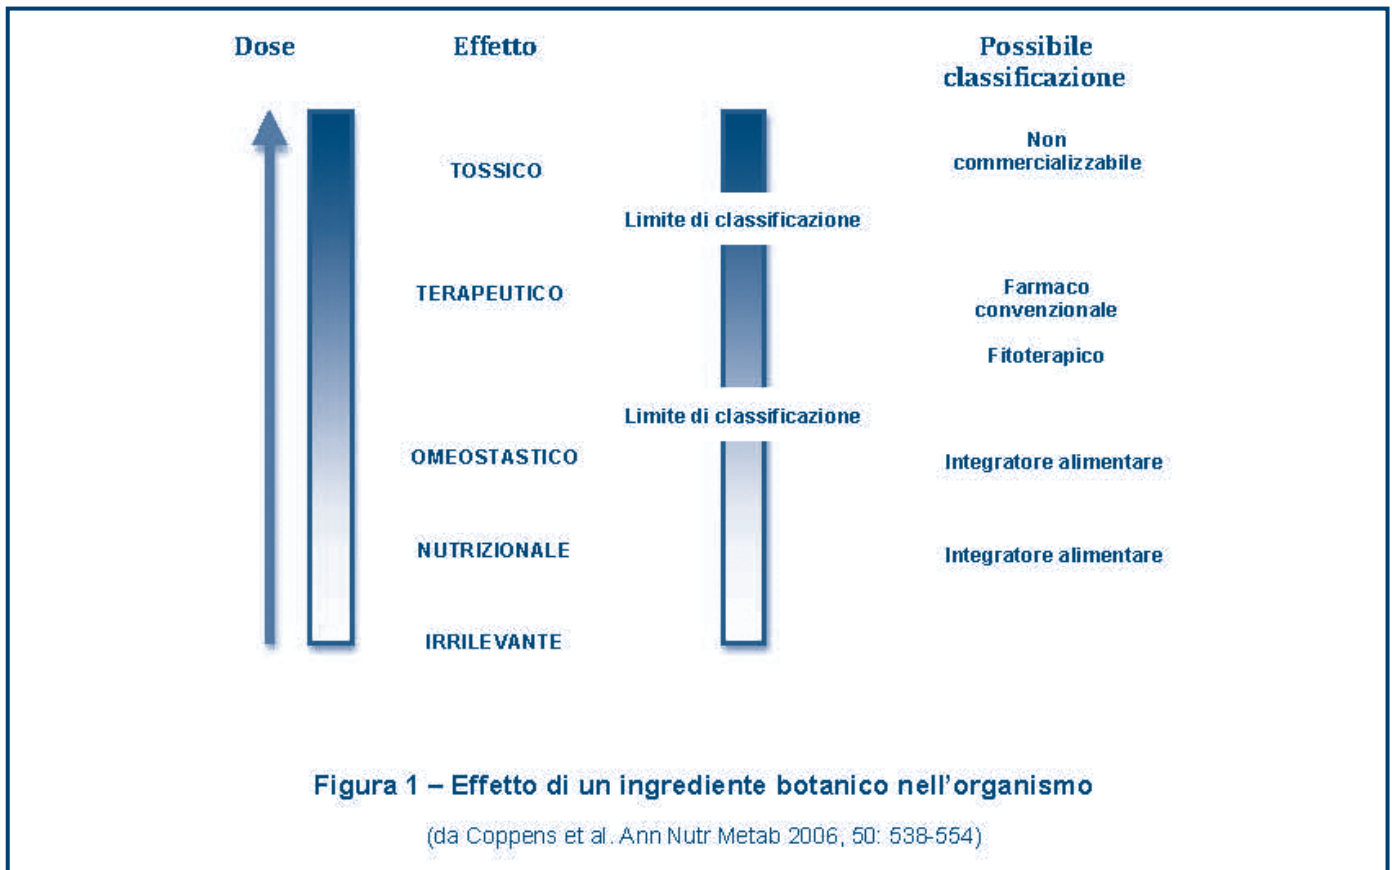 Dose
Effetto
Possibile
classificazione
Non
commercializzabile
TOSSICO
Limite di classificazione
TERAPEUTICO
Farmaco
convenzionale
Fitoterapico
Limite di classificazione
OMEOSTASTICO
Integratore alimentare
NUTRIZIONALE
Integratore alimentare
IRRILEVANTE
Figura 1 – Effetto di un ingrediente botanico nell'organismo
(da Coppens et al. Ann Nutr Metab 2006, 50: 538-554)